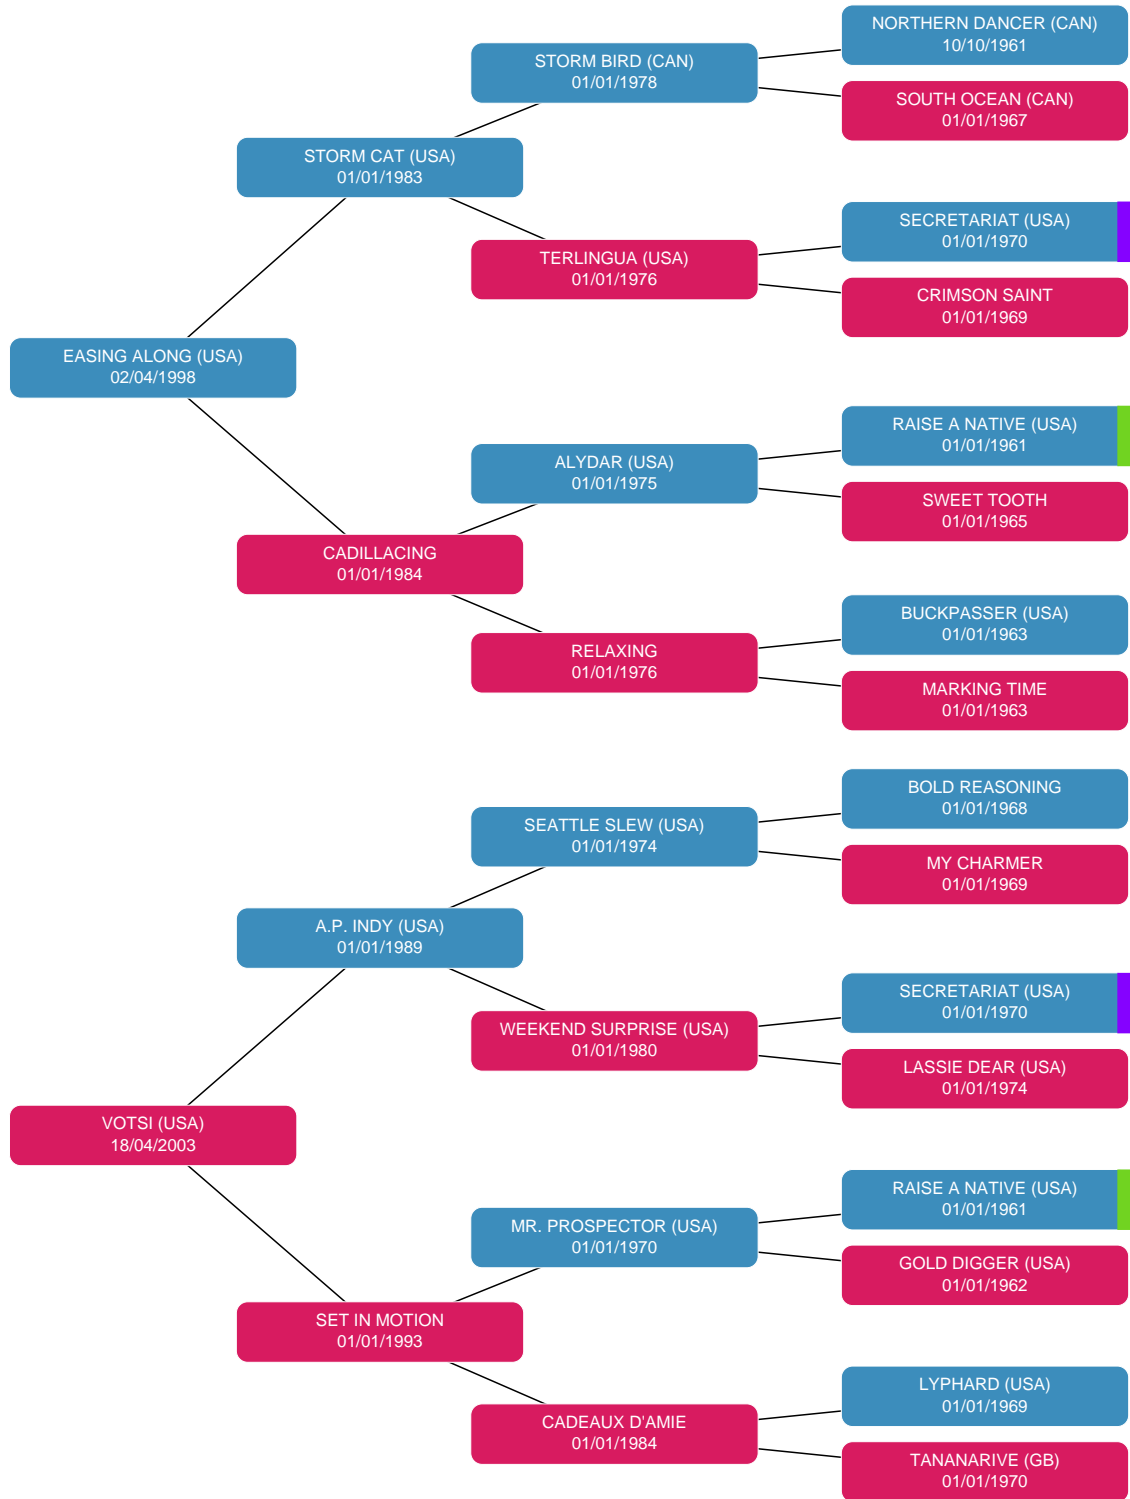 NORTHERN DANCER (CAN)
10/10/1961
STORM BIRD (CAN)
01/01/1978
SOUTH OCEAN (CAN)
01/01/1967
STORM CAT (USA)
01/01/1983
SECRETARIAT (USA)
01/01/1970
TERLINGUA (USA)
01/01/1976
CRIMSON SAINT
01/01/1969
EASING ALONG (USA)
02/04/1998
RAISE A NATIVE (USA)
01/01/1961
ALYDAR (USA)
01/01/1975
SWEET TOOTH
01/01/1965
CADILLACING
01/01/1984
BUCKPASSER (USA)
01/01/1963
RELAXING
01/01/1976
MARKING TIME
01/01/1963
BOLD REASONING
01/01/1968
SEATTLE SLEW (USA)
01/01/1974
MY CHARMER
01/01/1969
A.P. INDY (USA)
01/01/1989
SECRETARIAT (USA)
01/01/1970
WEEKEND SURPRISE (USA)
01/01/1980
LASSIE DEAR (USA)
01/01/1974
VOTSI (USA)
18/04/2003
RAISE A NATIVE (USA)
01/01/1961
MR. PROSPECTOR (USA)
01/01/1970
GOLD DIGGER (USA)
01/01/1962
SET IN MOTION
01/01/1993
LYPHARD (USA)
01/01/1969
CADEAUX D'AMIE
01/01/1984
TANANARIVE (GB)
01/01/1970